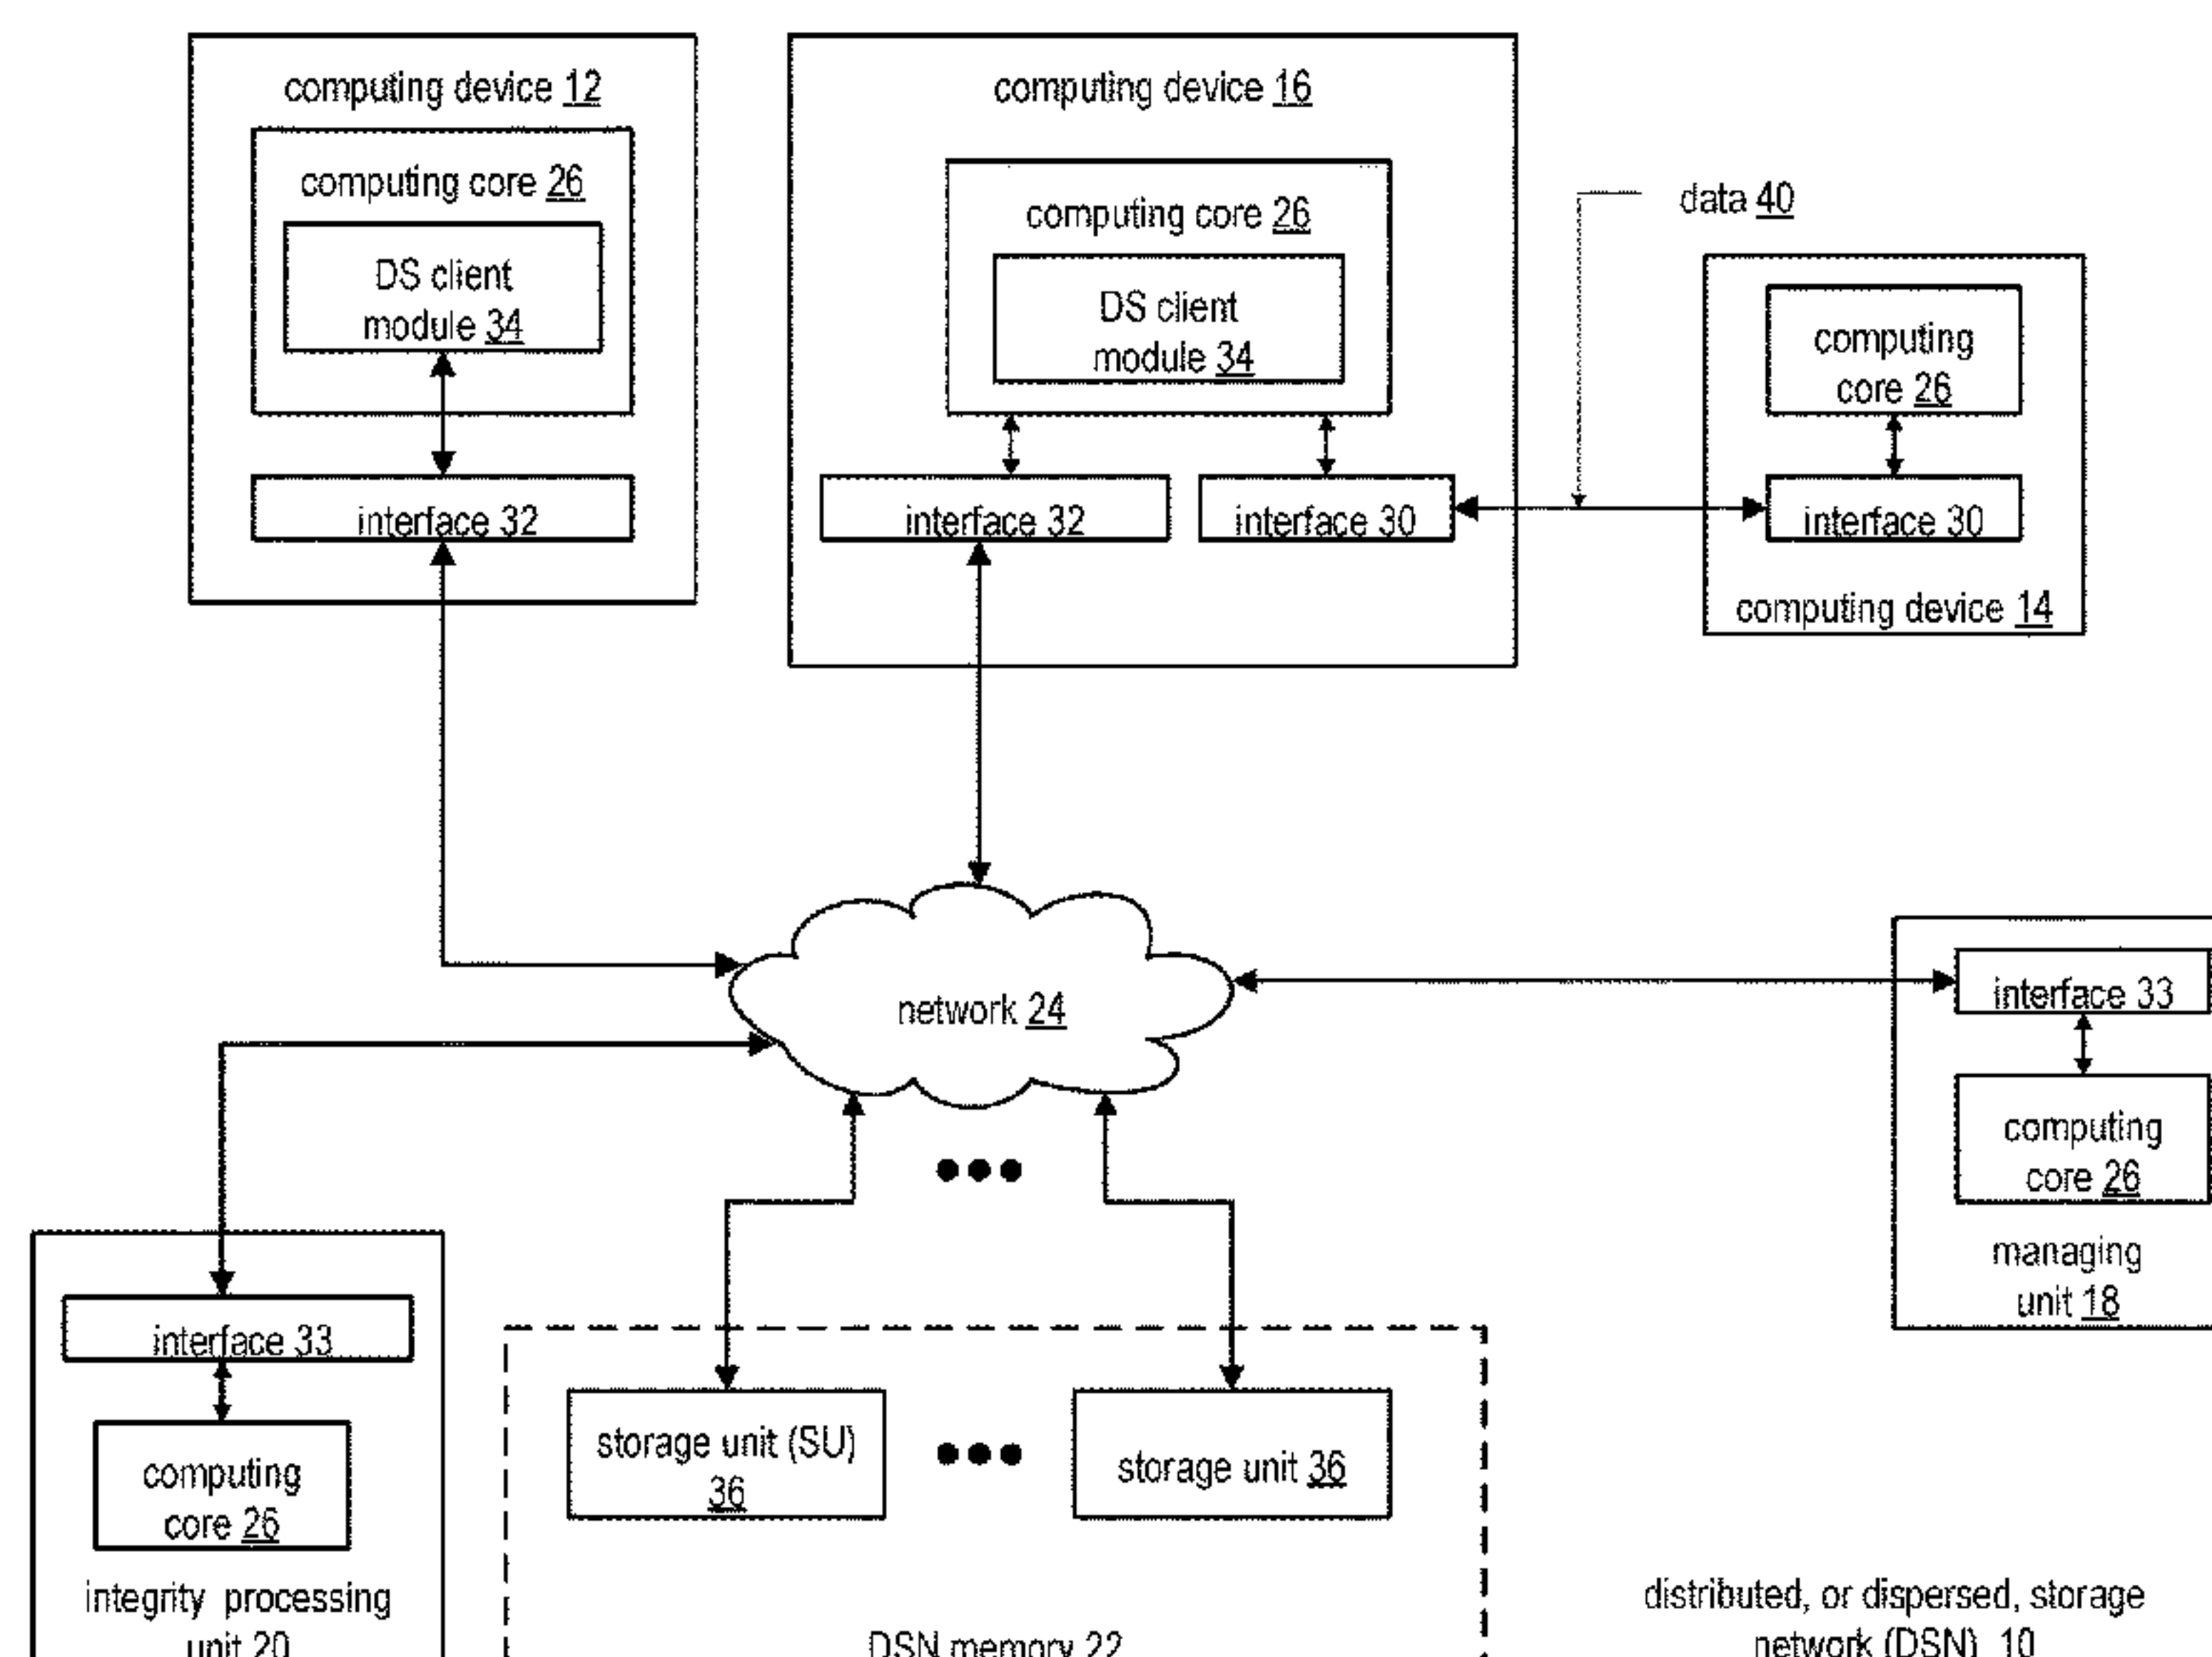 computing device 12
computing core 26
DS client
module 34
interface 32
computing device 16
computing core 26
DS client
module 34
interface 32
interface 30
data 40
computing
core 26
interface 30
computing device 14
network 24
interface 33
computing
core 26
managing
unit 18
interface 33
computing
core 26
integrity processing
unit 20
storage unit (SU)
36
storage unit 36
DSN memory 22
distributed, or dispersed, storage
network (DSN) 10